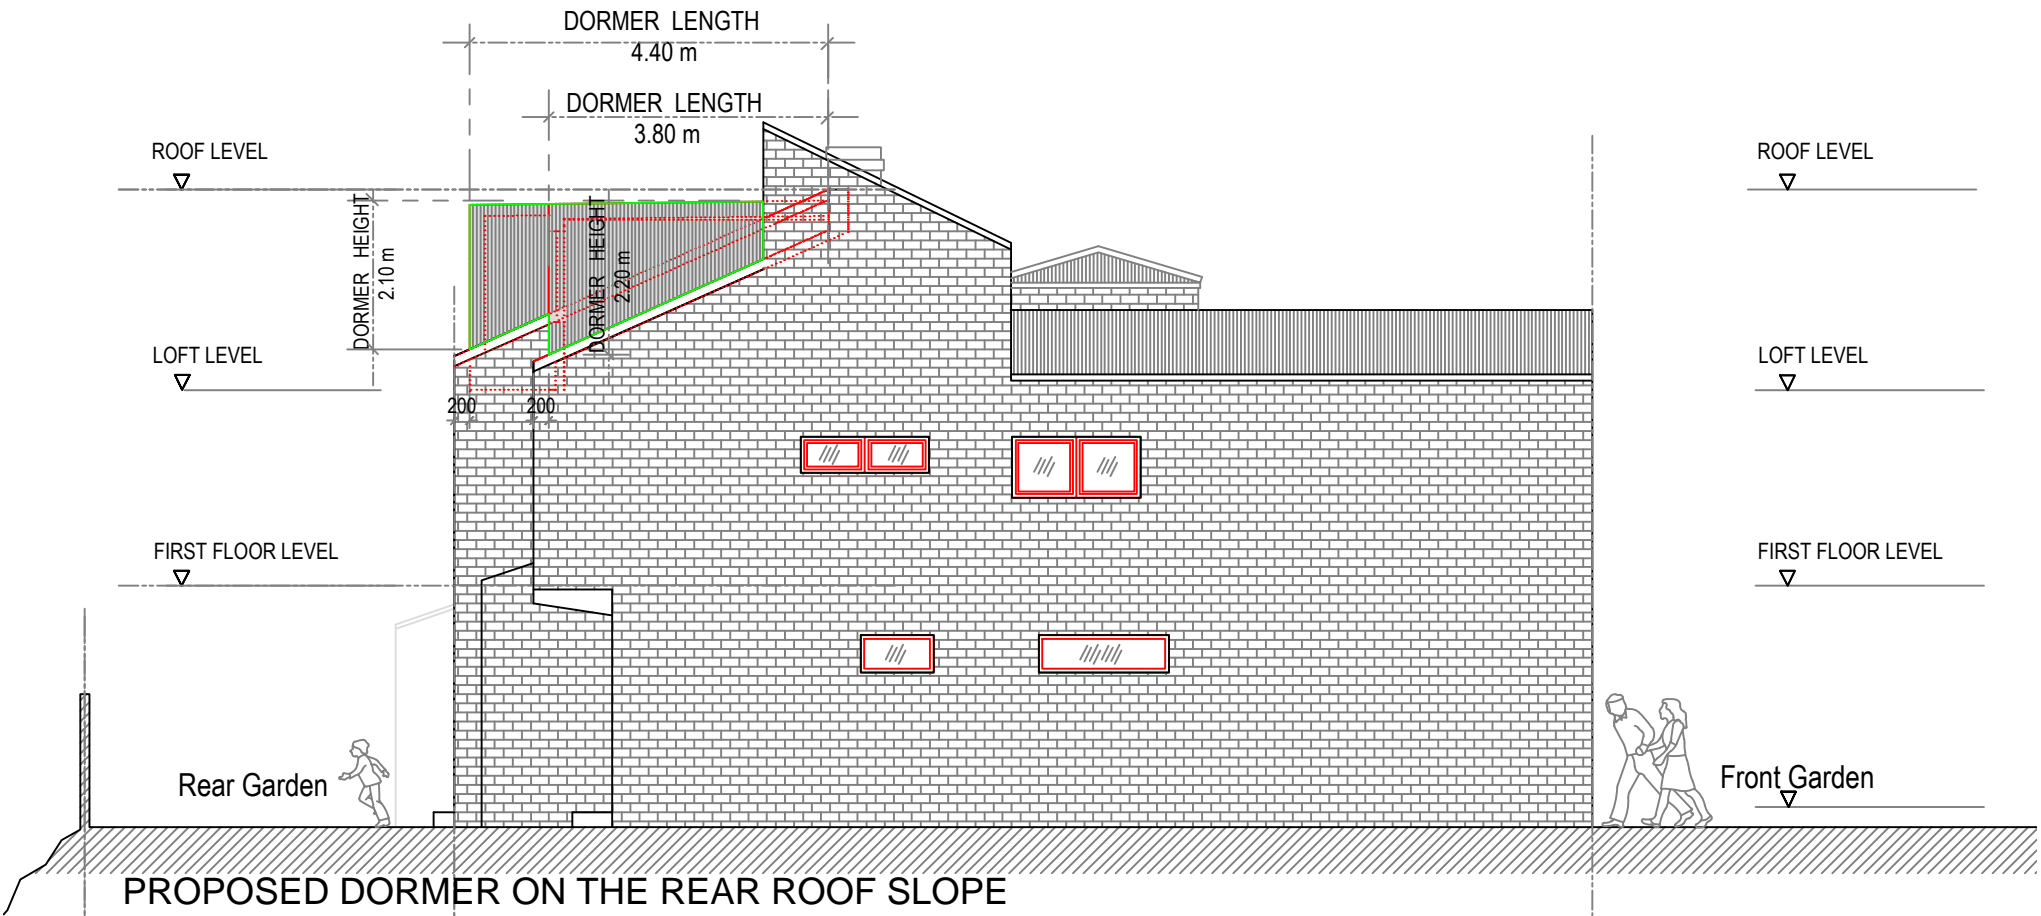 DORMER LENGTH
4.40 m
DORMER LENGTH
3.80 m
ROOF LEVEL
ROOF LEVEL
DORMER HEIGHT
2.10 m
DORMER HEIGHT
2.20 m
LOFT LEVEL
LOFT LEVEL
200
200
FIRST FLOOR LEVEL
FIRST FLOOR LEVEL
Rear Garden
Front Garden
PROPOSED DORMER ON THE REAR ROOF SLOPE